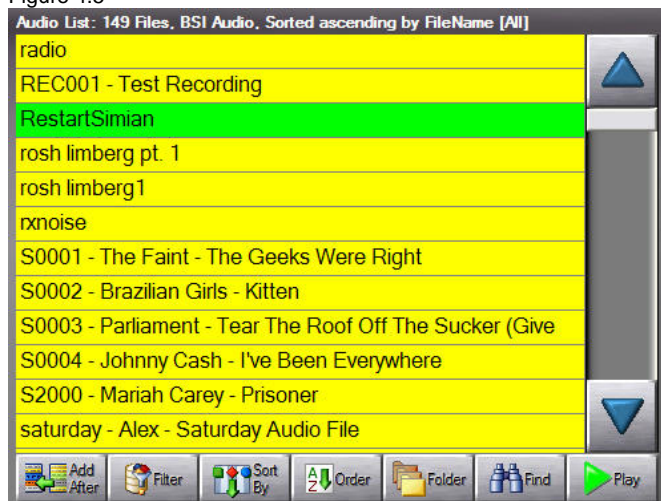 Audio List: 149 Files, BSI Audio, Sorted ascending by FileName [All]
radio
REC001 - Test Recording
RestartSimian
rosh limberg pt. 1
rosh limberg1
rxnoise
S0001 - The Faint - The Geeks Were Right
S0002 - Brazilian Girls - Kitten
S0003 - Parliament - Tear The Roof Off The Sucker (Give
S0004 - Johnny Cash - I've Been Everywhere
S2000 - Mariah Carey - Prisoner
saturday - Alex - Saturday Audio File
Add After
Filter
Sort By
A Z Order
Folder
Find
Play